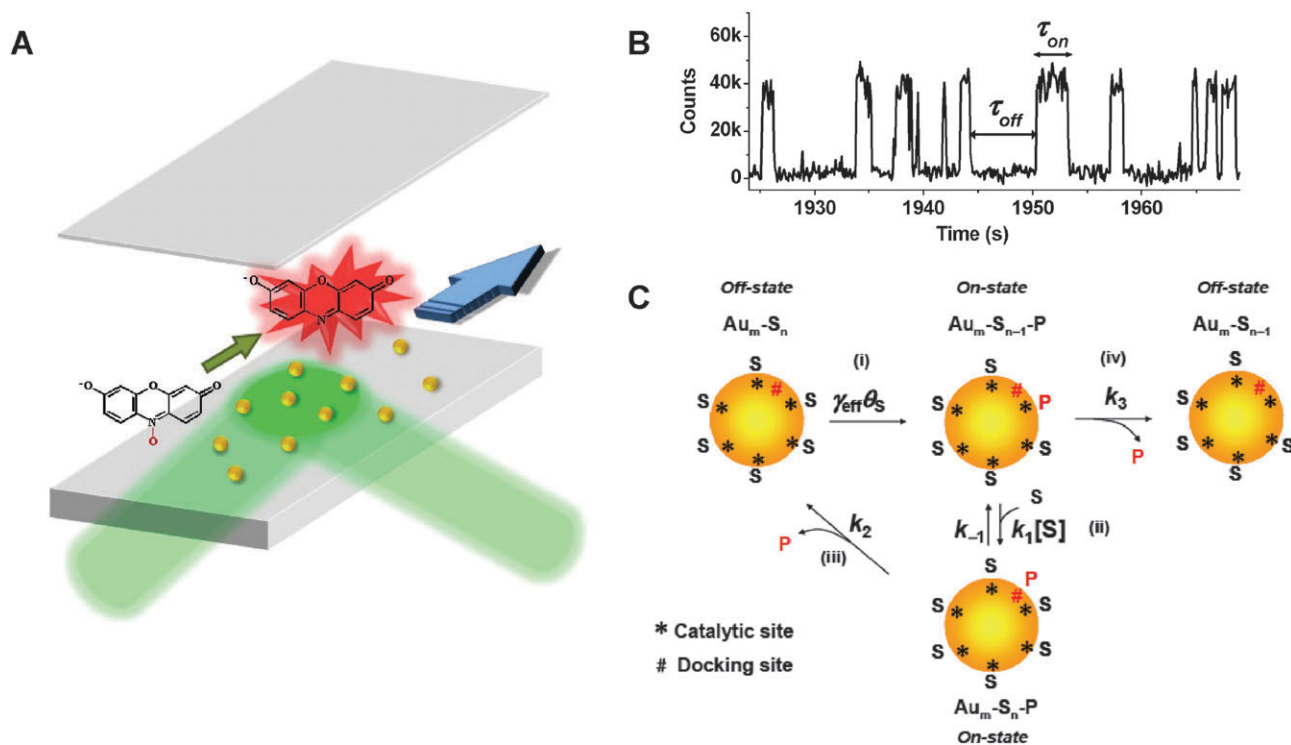 A
⁻O
O
O
N
⁻O
O
O
N
O
B
60k
40k
20k
0
Counts
τon
τoff
1930
1940
1950
1960
Time (s)
C
Off-state
On-state
Off-state
Aum-Sn
Aum-Sn–1-P
Aum-Sn–1
(i)
γeffθS
(iv)
k3
P
S
S
S
S
S
S
*
#
S
S
S
S
S
P
*
#
S
S
S
S
S
*
#
k2
(iii)
P
k–1
S
k1[S]
(ii)
S
P
S
S
S
S
S
*
#
* Catalytic site
# Docking site
Aum-Sn-P
On-state